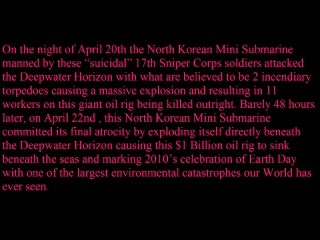 On the night of April 20th the North Korean Mini Submarine
manned by these “suicidal” 17th Sniper Corps soldiers attacked
the Deepwater Horizon with what are believed to be 2 incendiary
torpedoes causing a massive explosion and resulting in 11
workers on this giant oil rig being killed outright. Barely 48 hours
later, on April 22nd , this North Korean Mini Submarine
committed its final atrocity by exploding itself directly beneath
the Deepwater Horizon causing this $1 Billion oil rig to sink
beneath the seas and marking 2010’s celebration of Earth Day
with one of the largest environmental catastrophes our World has
ever seen.